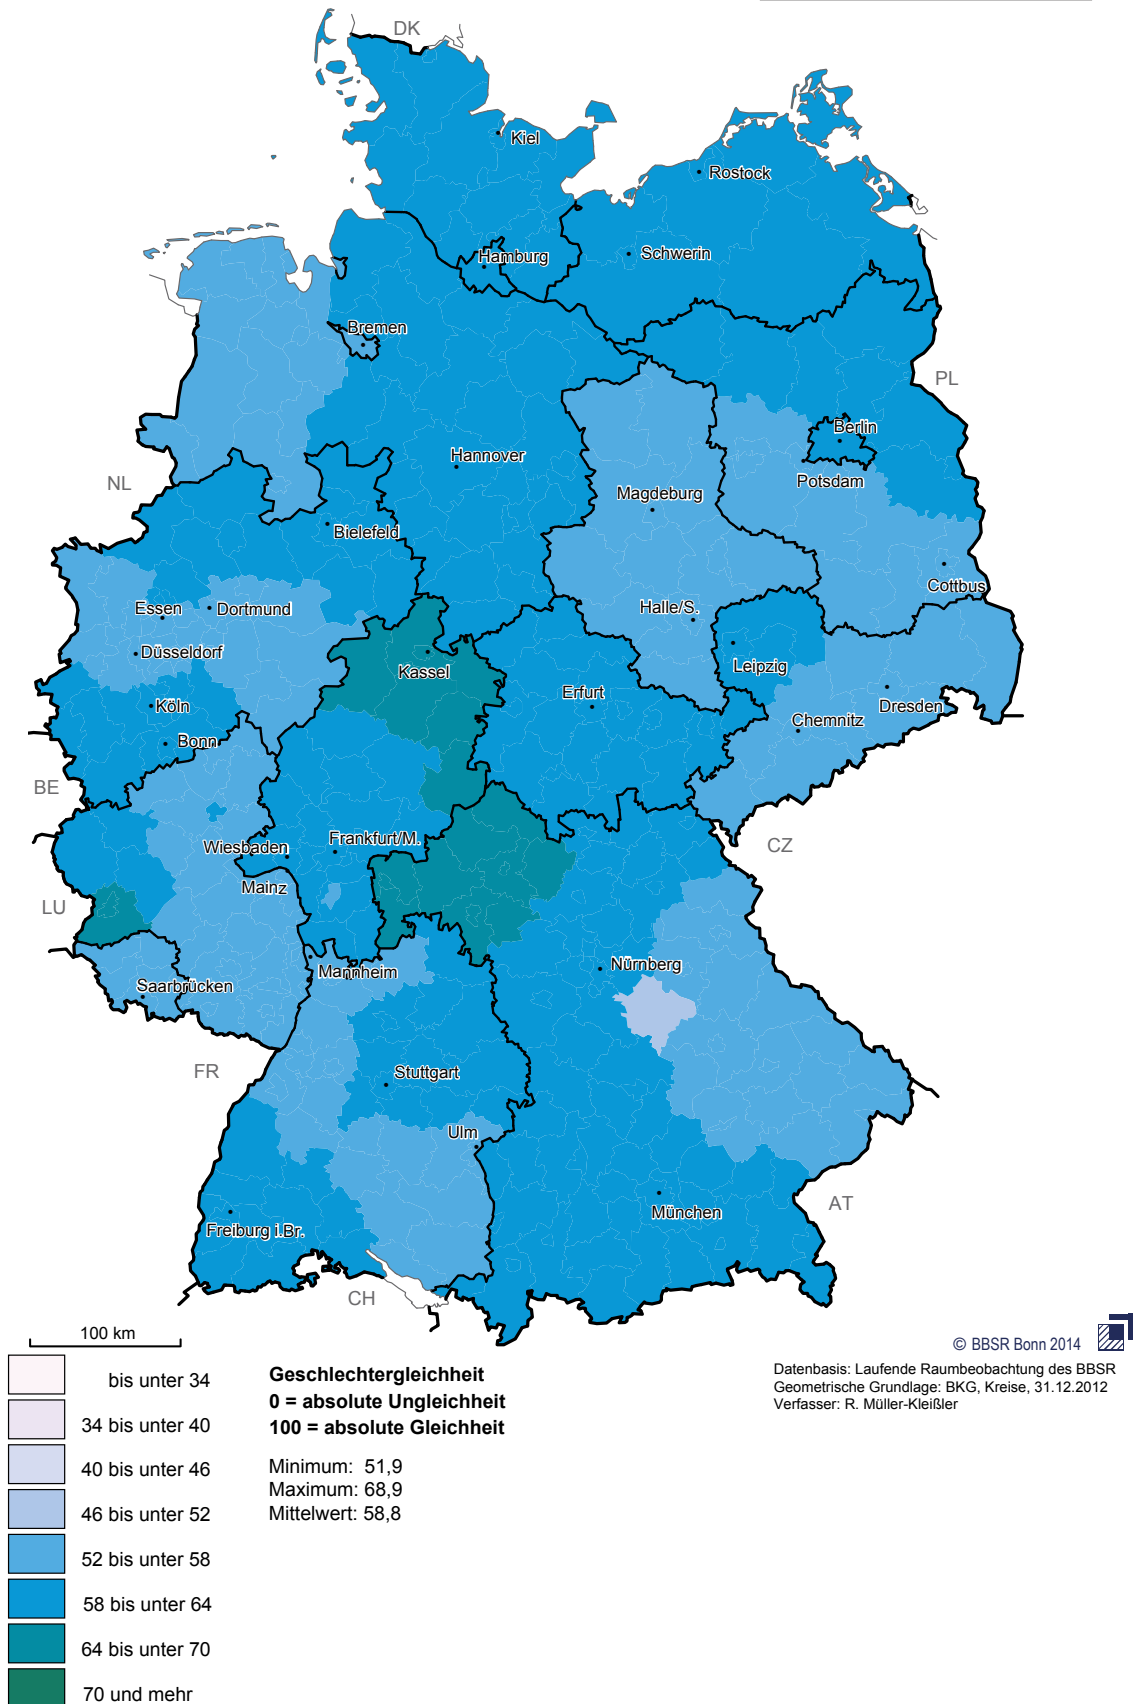 DK
Kiel
Rostock
Hamburg
Schwerin
Bremen
PL
Berlin
Hannover
NL
Potsdam
Magdeburg
Bielefeld
Cottbus
Essen
Dortmund
Halle/S.
Düsseldorf
Leipzig
Kassel
Erfurt
Köln
Dresden
Chemnitz
Bonn
BE
Frankfurt/M.
Wiesbaden
CZ
Mainz
LU
Nürnberg
Mannheim
Saarbrücken
FR
Stuttgart
Ulm
AT
München
Freiburg i.Br.
CH
100 km
© BBSR Bonn 2014
bis unter 34
34 bis unter 40
40 bis unter 46
46 bis unter 52
52 bis unter 58
58 bis unter 64
64 bis unter 70
70 und mehr
Geschlechtergleichheit
0 = absolute Ungleichheit
100 = absolute Gleichheit
Minimum: 51,9
Maximum: 68,9
Mittelwert: 58,8
Datenbasis: Laufende Raumbeobachtung des BBSR
Geometrische Grundlage: BKG, Kreise, 31.12.2012
Verfasser: R. Müller-Kleißler